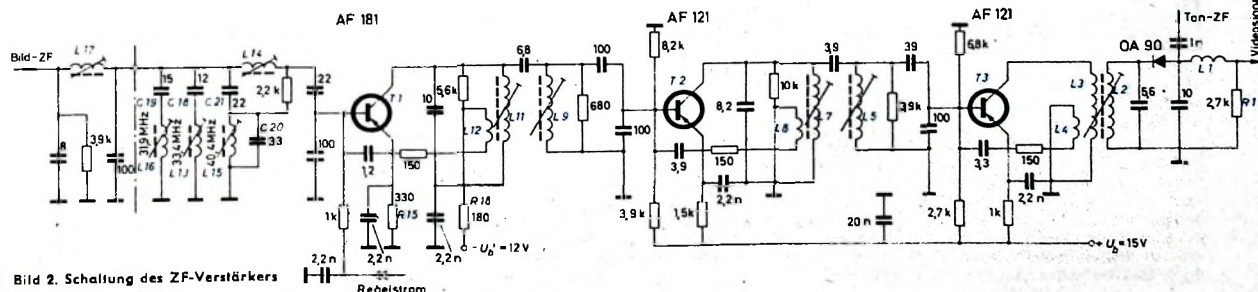 AF 181
AF 121
AF 121
Ton-ZF
Bild-ZF
L17
L14
8
3,9k
100
15
12
22
C19
C18
C21
31,9MHz
33,4MHz
40,4MHz
L16
L13
L15
2,2k
C20
33
22
100
T1
1,2
150
1k
330
R15
2,2n
2,2n
2,2n
Regelstrom
10
5,6k
L12
L11
R18
180
- Ub' = 12V
6,8
L9
100
680
100
8,2k
T2
3,9
150
3,9k
1,5k
2,2n
8,2
10k
L8
L7
3,9
L5
39
3,9k
100
20n
6,8k
T3
3,3
150
2,7k
1k
2,2n
L4
L3
L2
OA 90
5,6
1n
L1
10
2,7k
R1
+ Ub = 15V
Bild 2. Schaltung des ZF-Verstärkers